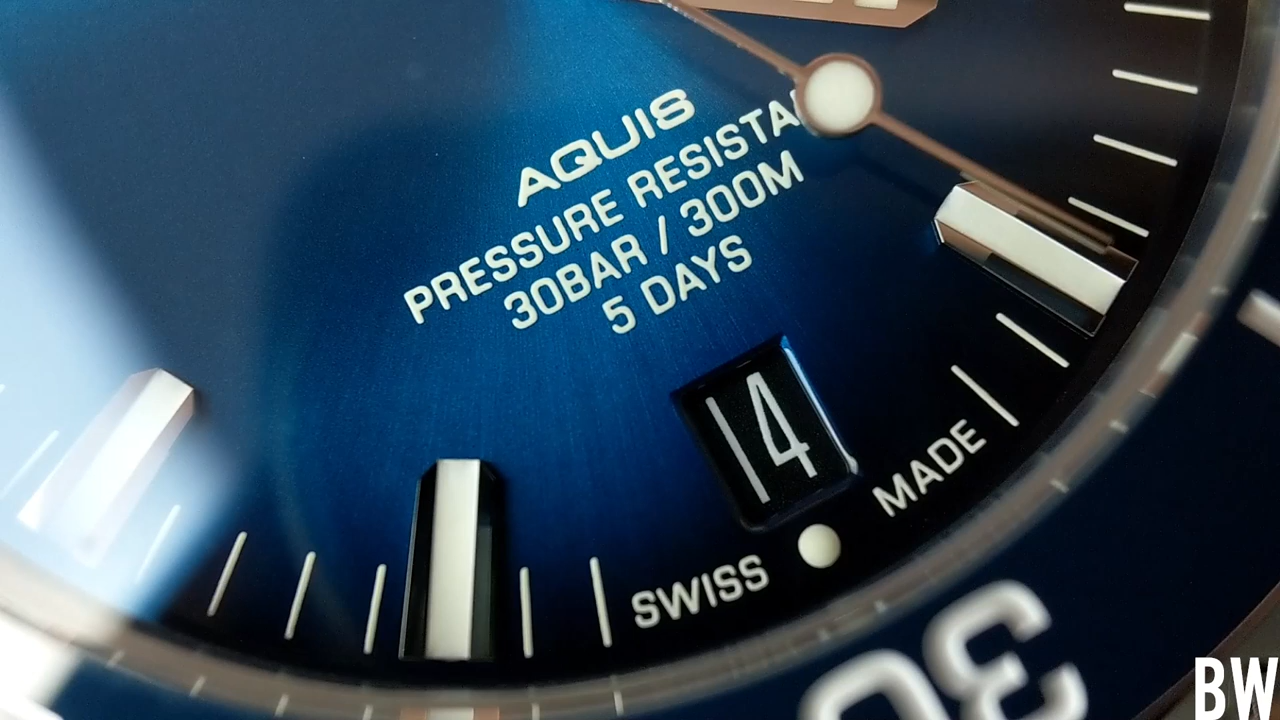 AQUIS
PRESSURE RESISTA
30BAR / 300M
5 DAYS
14
SWISS MADE
30
BW